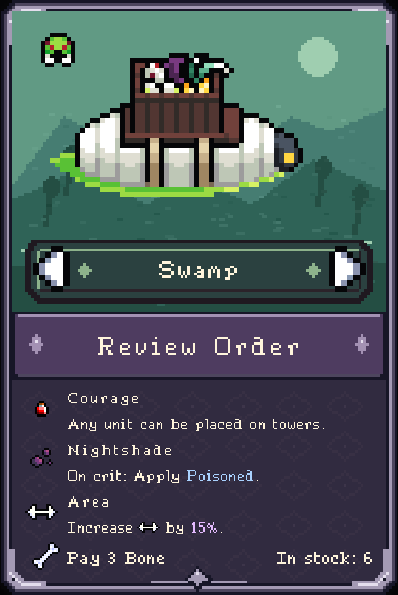 Swamp
Review Order
Courage
Any unit can be placed on towers.
Nightshade
On crit: Apply Poisoned.
Area
Increase by 15%.
Pay 3 Bone In stock: 6